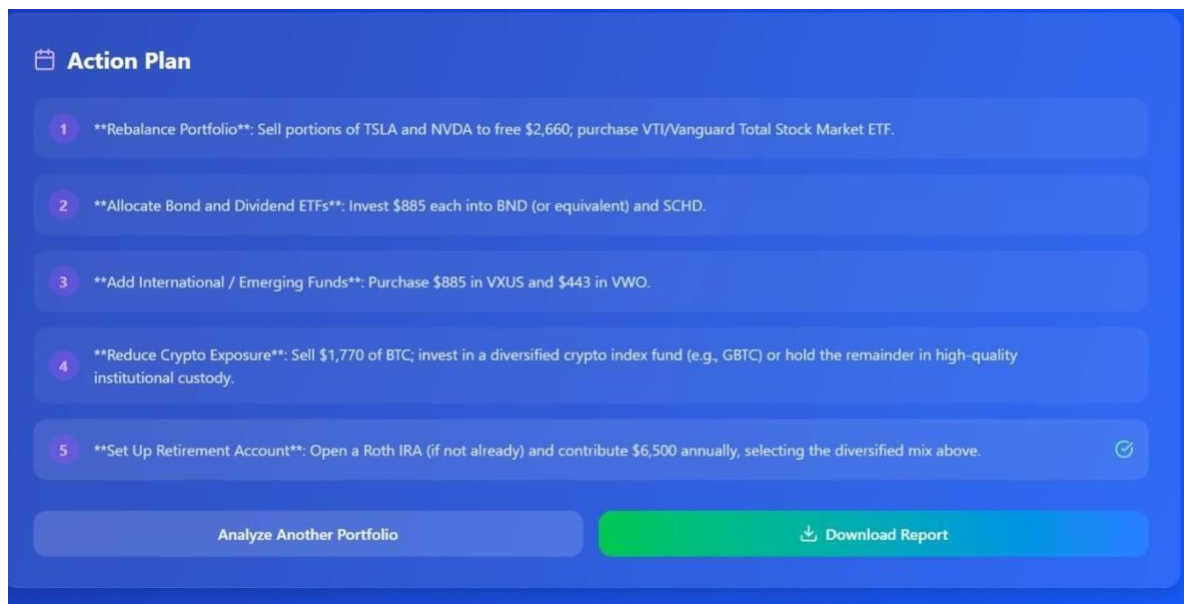 Action Plan
1 **Rebalance Portfolio**: Sell portions of TSLA and NVDA to free $2,660; purchase VTI/Vanguard Total Stock Market ETF.
2 **Allocate Bond and Dividend ETFs**: Invest $885 each into BND (or equivalent) and SCHD.
3 **Add International / Emerging Funds**: Purchase $885 in VXUS and $443 in VWO.
4 **Reduce Crypto Exposure**: Sell $1,770 of BTC; invest in a diversified crypto index fund (e.g., GBTC) or hold the remainder in high-quality
institutional custody.
5 **Set Up Retirement Account**: Open a Roth IRA (if not already) and contribute $6,500 annually, selecting the diversified mix above.
Analyze Another Portfolio
Download Report